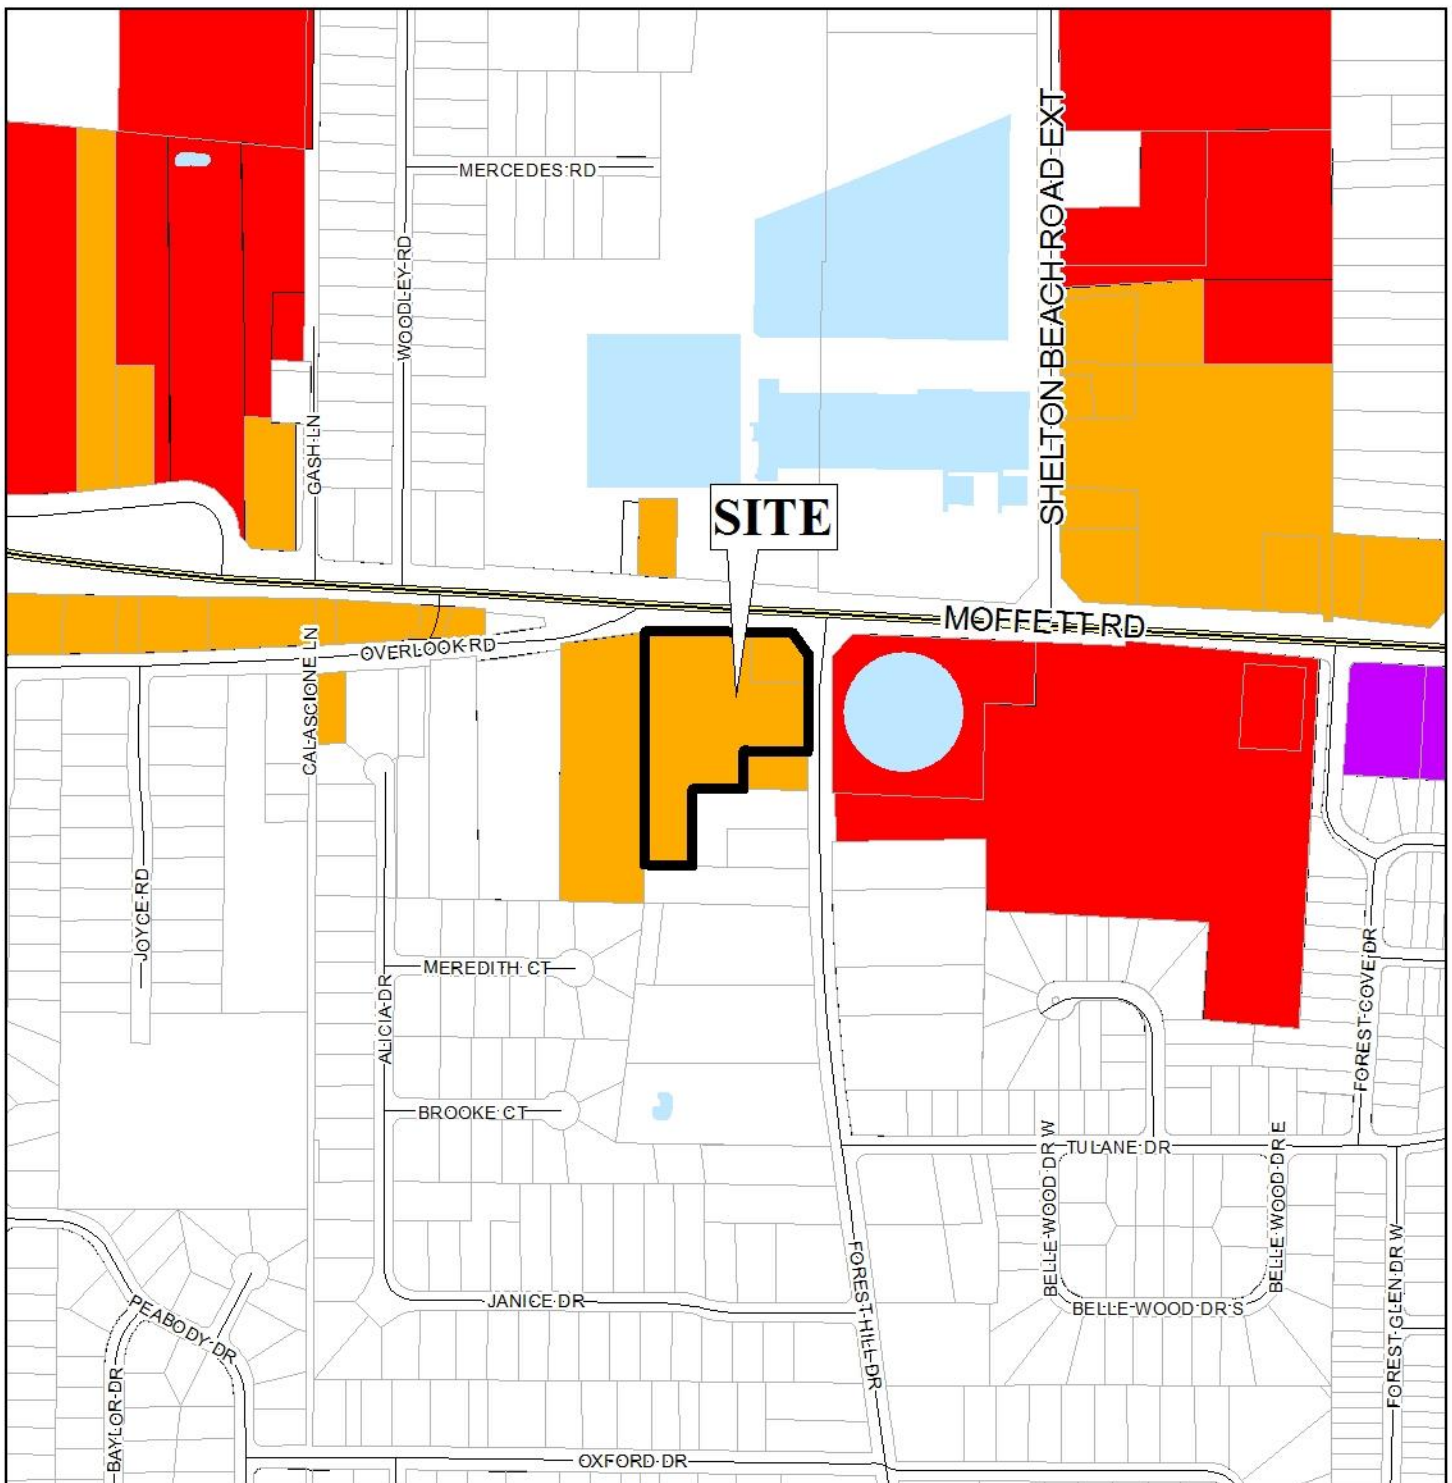 MERCEDES RD
SHELTON BEACH ROAD EXT
WOODLEY RD
GASH LN
SITE
MOFFETT RD
OVERLOOK RD
CALASCIONE LN
JOYCE RD
ALICIA DR
MEREDITH CT
FOREST COVE DR
BROOKE CT
TULANE DR
BELLE WOOD DR W
BELLE WOOD DR E
FOREST HILL DR
FOREST GLEN DR W
JANICE DR
BELLE WOOD DR S
PEABODY DR
BAYLOR DR
OXFORD DR